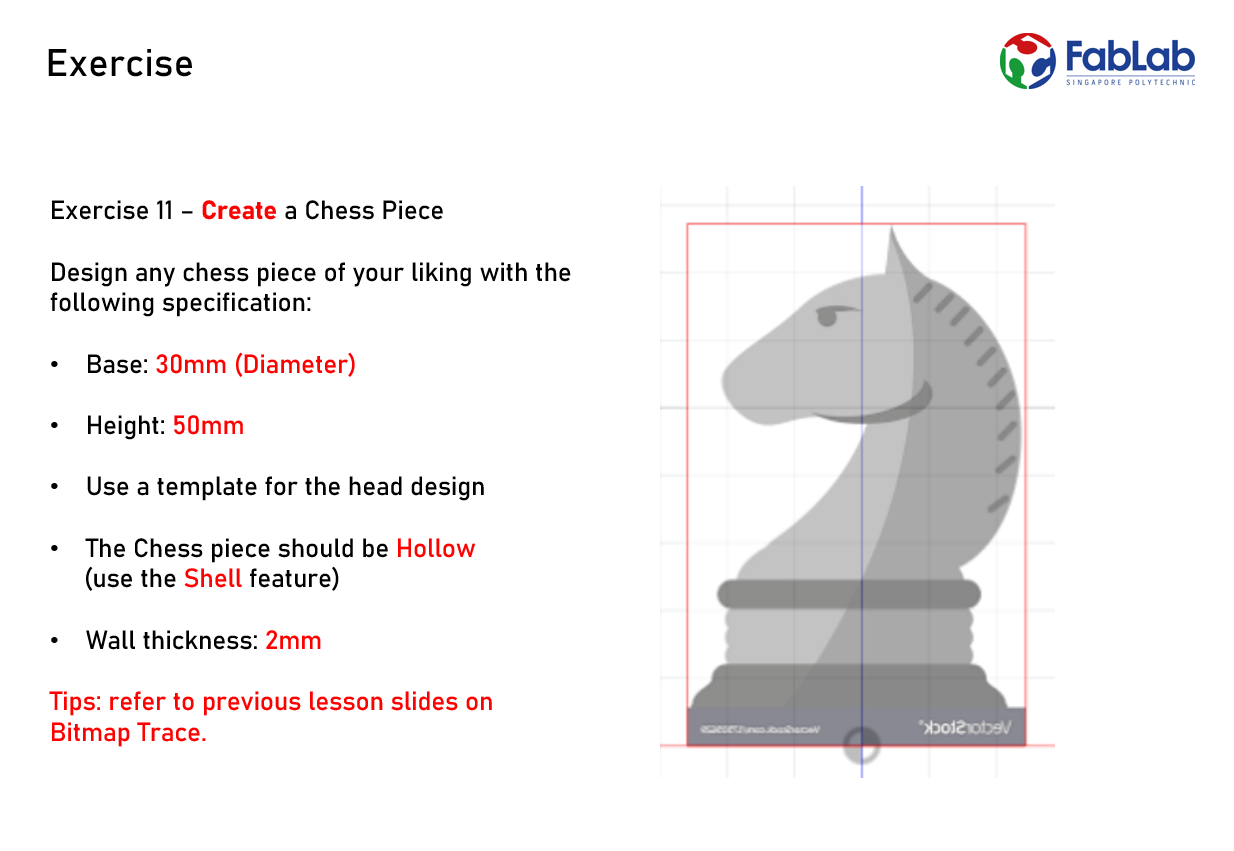 Exercise
FabLab
SINGAPORE POLYTECHNIC
Exercise 11 – Create a Chess Piece
Design any chess piece of your liking with the
following specification:
• Base: 30mm (Diameter)
• Height: 50mm
• Use a template for the head design
• The Chess piece should be Hollow
(use the Shell feature)
• Wall thickness: 2mm
Tips: refer to previous lesson slides on
Bitmap Trace.
VectorStock®